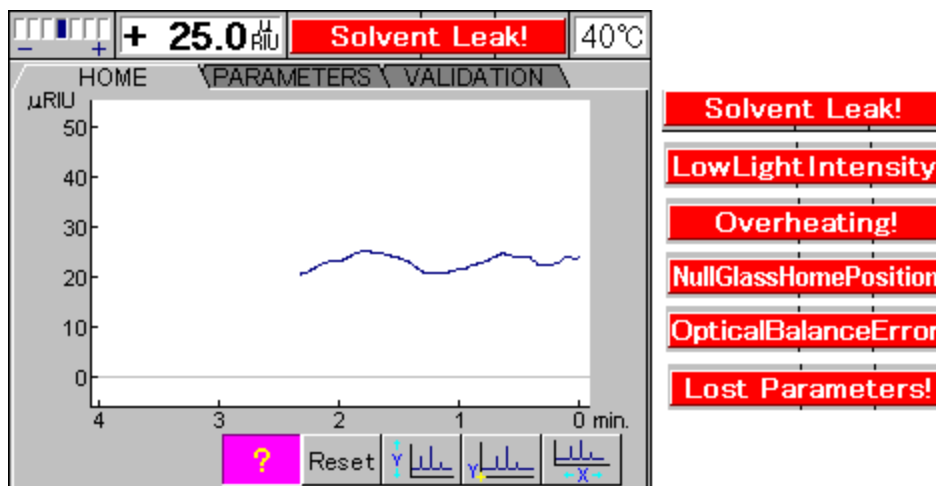 − +
+ 25.0 μ RIU
Solvent Leak!
40°C
HOME PARAMETERS VALIDATION
μRIU
50
40
30
20
10
0
4 3 2 1 0 min.
? Reset Y Y X
Solvent Leak!
LowLightIntensity
Overheating!
NullGlassHomePosition
OpticalBalanceError
Lost Parameters!